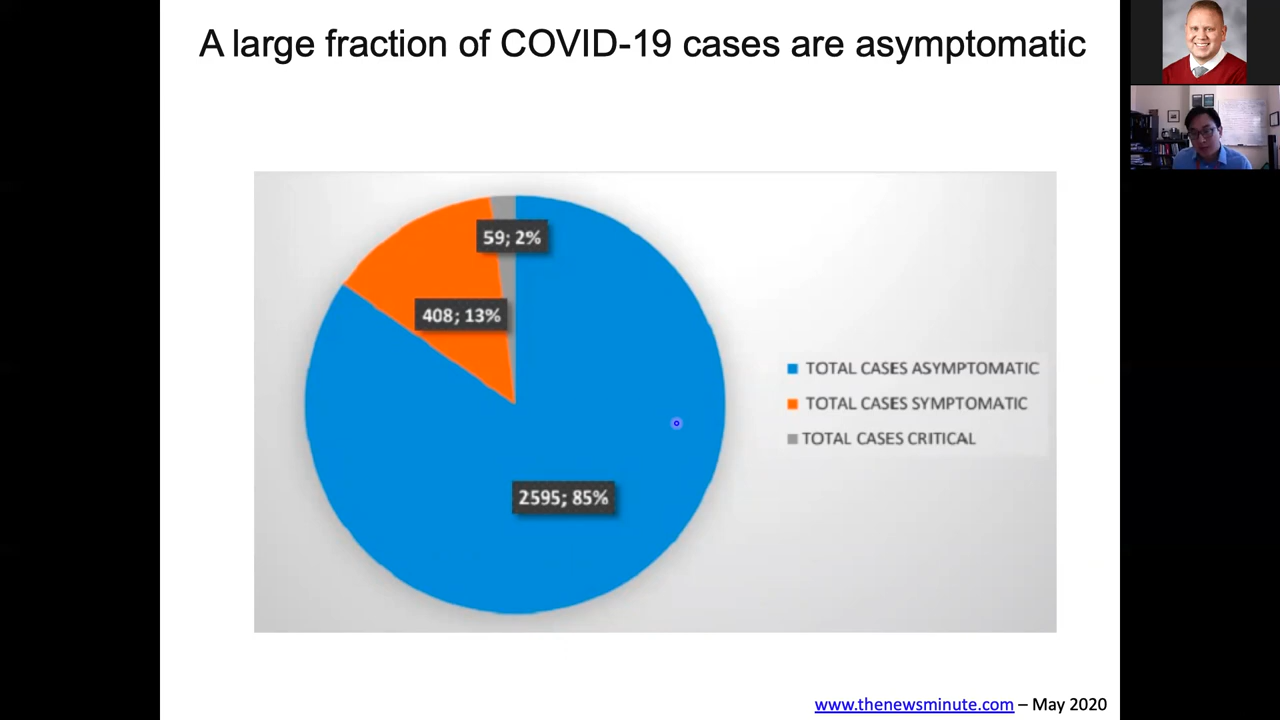 A large fraction of COVID-19 cases are asymptomatic
59; 2%
408; 13%
2595; 85%
TOTAL CASES ASYMPTOMATIC
TOTAL CASES SYMPTOMATIC
TOTAL CASES CRITICAL
www.thenewsminute.com – May 2020